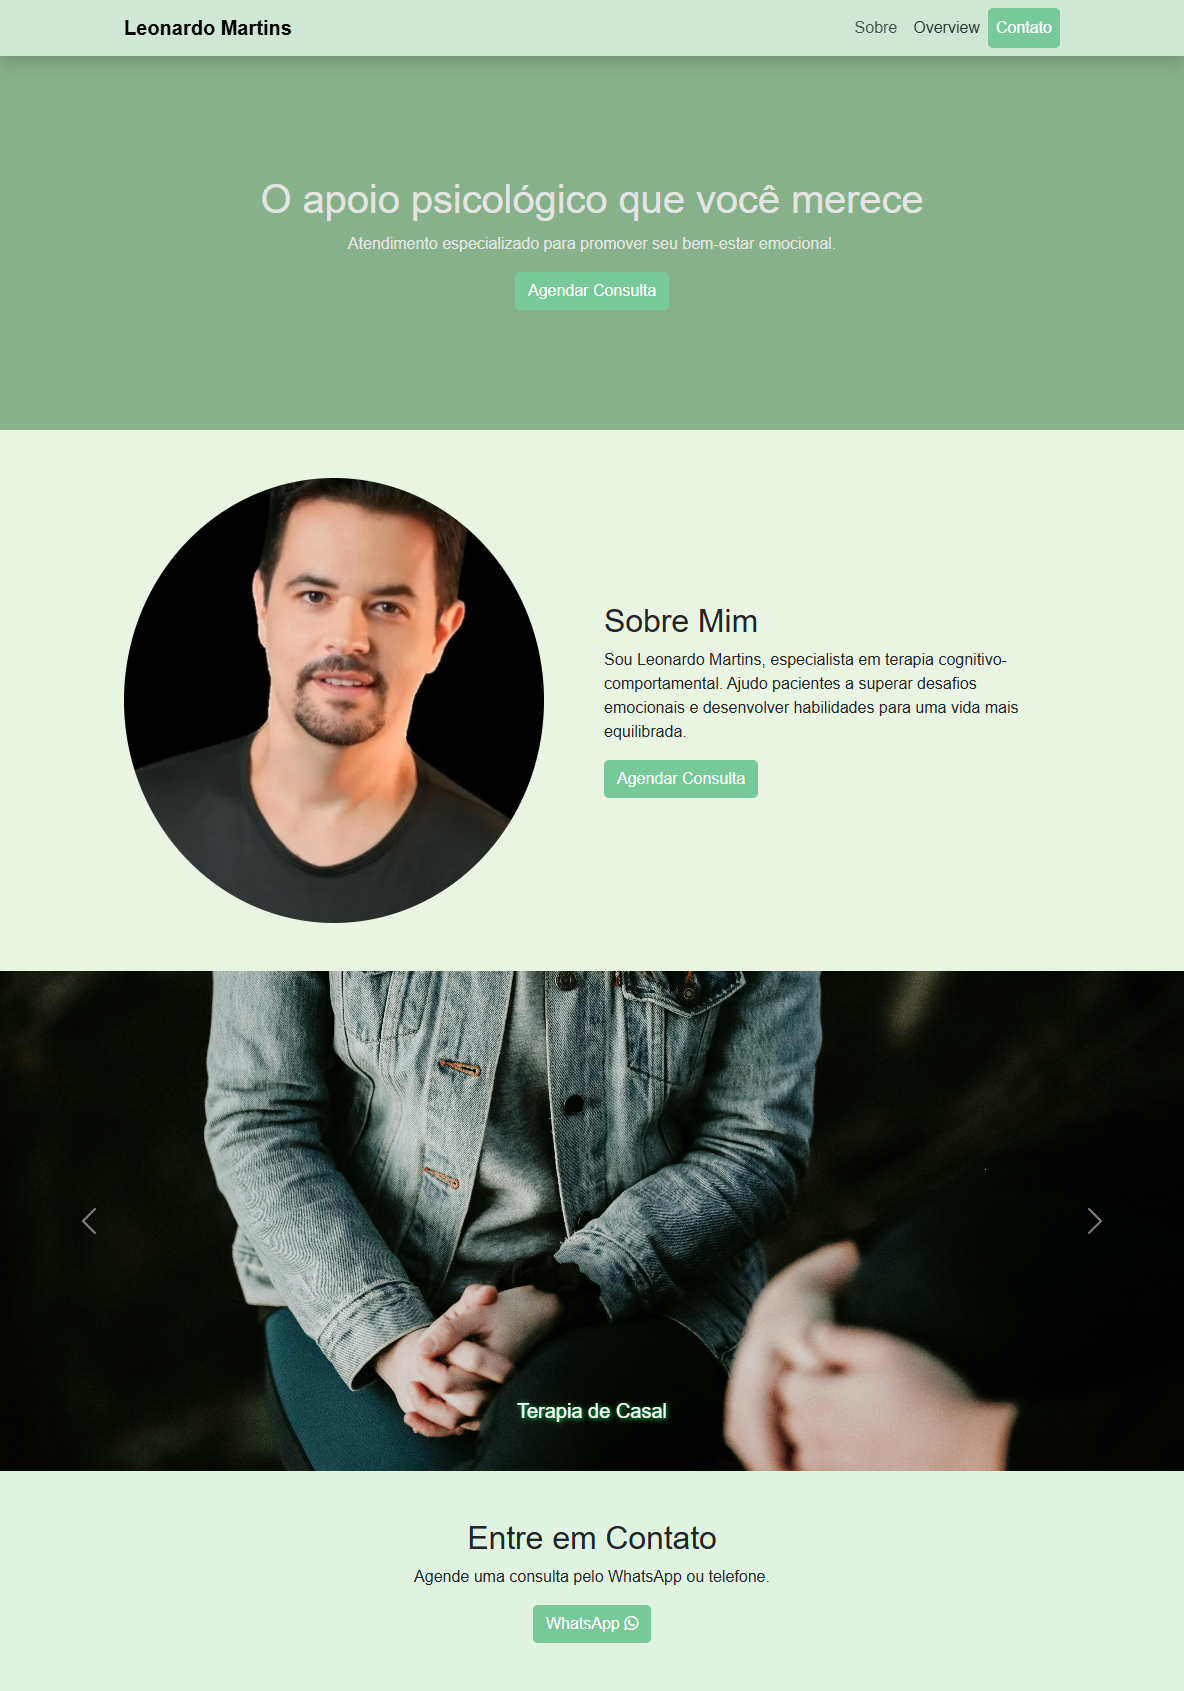 Leonardo Martins
Sobre Overview Contato
O apoio psicológico que você merece
Atendimento especializado para promover seu bem-estar emocional.
Agendar Consulta
Sobre Mim
Sou Leonardo Martins, especialista em terapia cognitivo-
comportamental. Ajudo pacientes a superar desafios
emocionais e desenvolver habilidades para uma vida mais
equilibrada.
Agendar Consulta
Terapia de Casal
Entre em Contato
Agende uma consulta pelo WhatsApp ou telefone.
WhatsApp